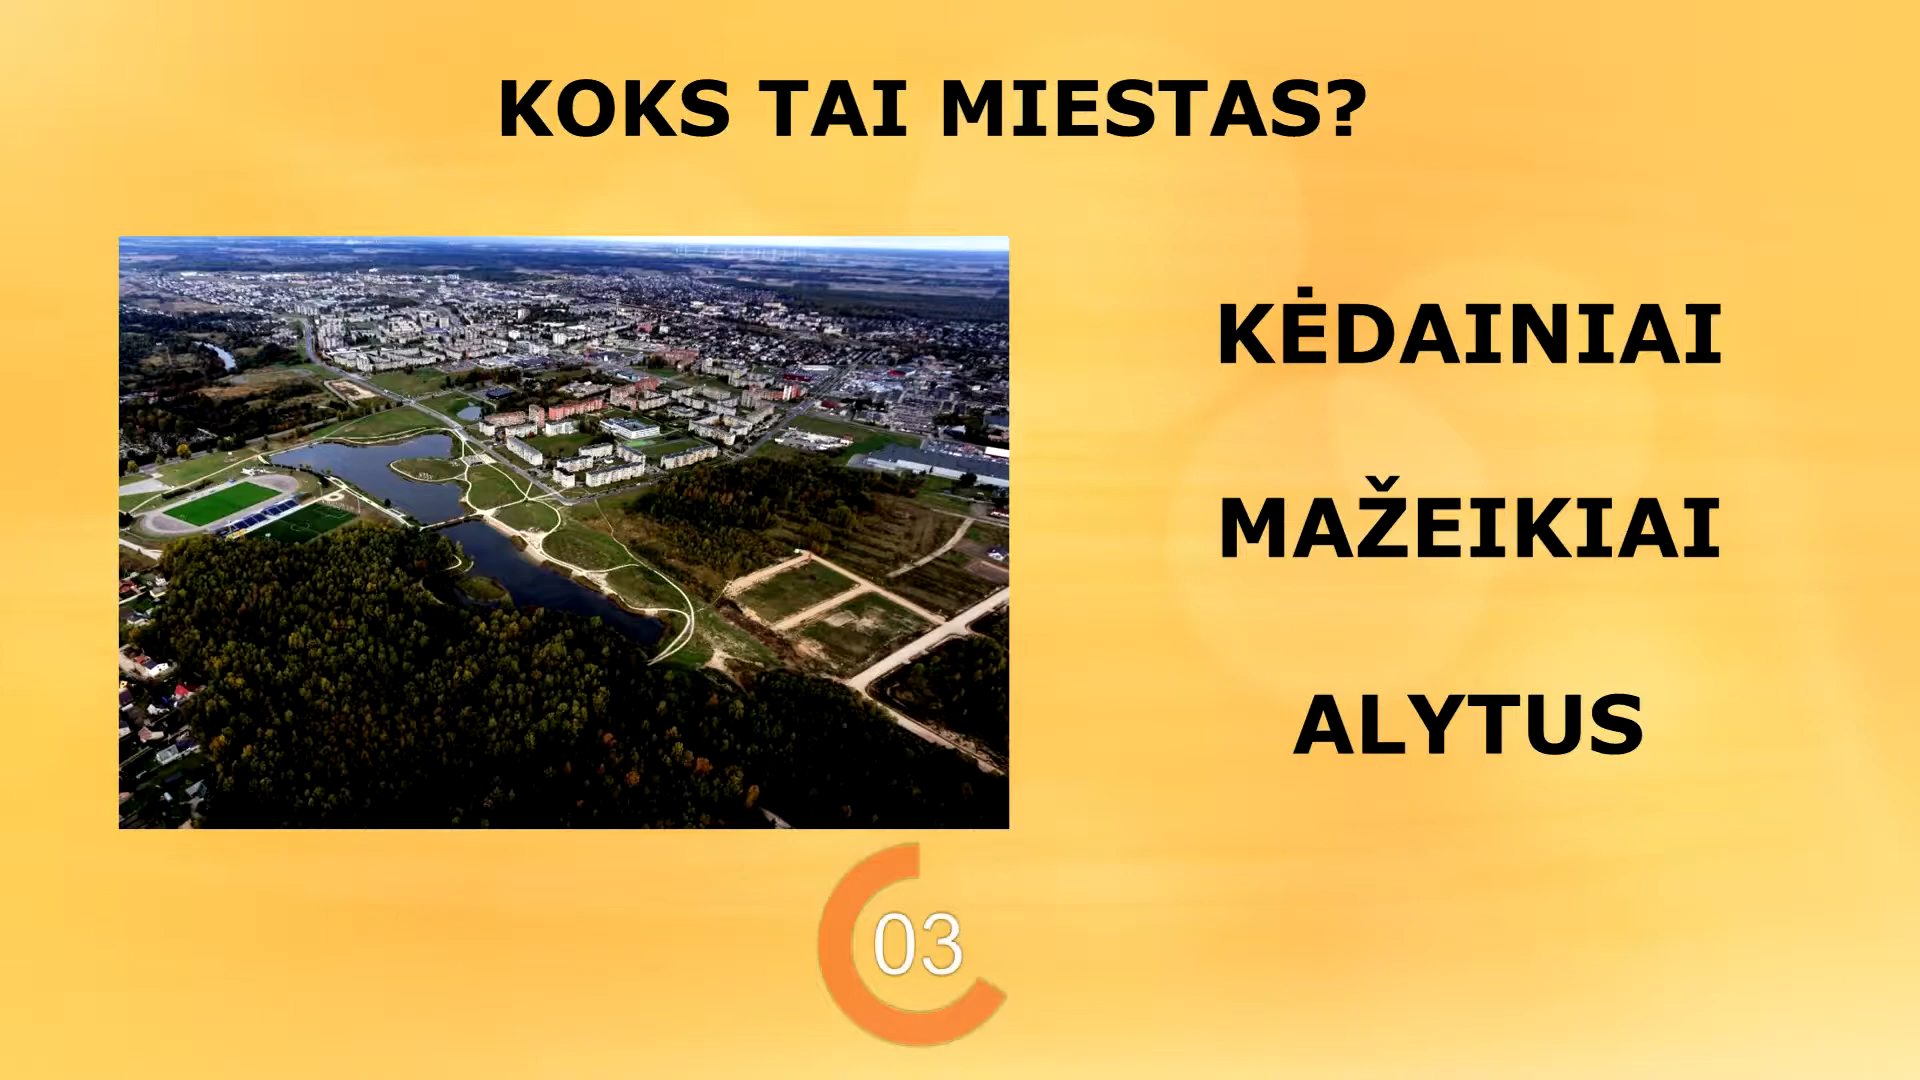 KOKS TAI MIESTAS?
KĖDAINIAI
MAŽEIKIAI
ALYTUS
03